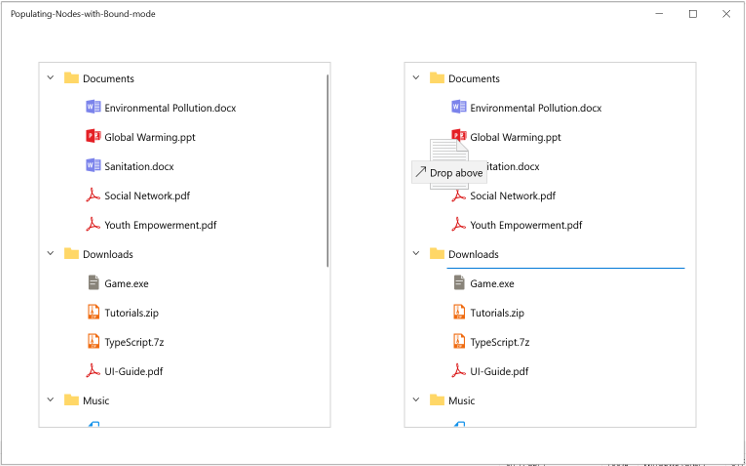 Populating-Nodes-with-Bound-mode
Documents
Environmental Pollution.docx
Global Warming.ppt
Sanitation.docx
Social Network.pdf
Youth Empowerment.pdf
Downloads
Game.exe
Tutorials.zip
TypeScript.7z
UI-Guide.pdf
Music
Documents
Environmental Pollution.docx
Global Warming.ppt
itation.docx
Drop above
Social Network.pdf
Youth Empowerment.pdf
Downloads
Game.exe
Tutorials.zip
TypeScript.7z
UI-Guide.pdf
Music